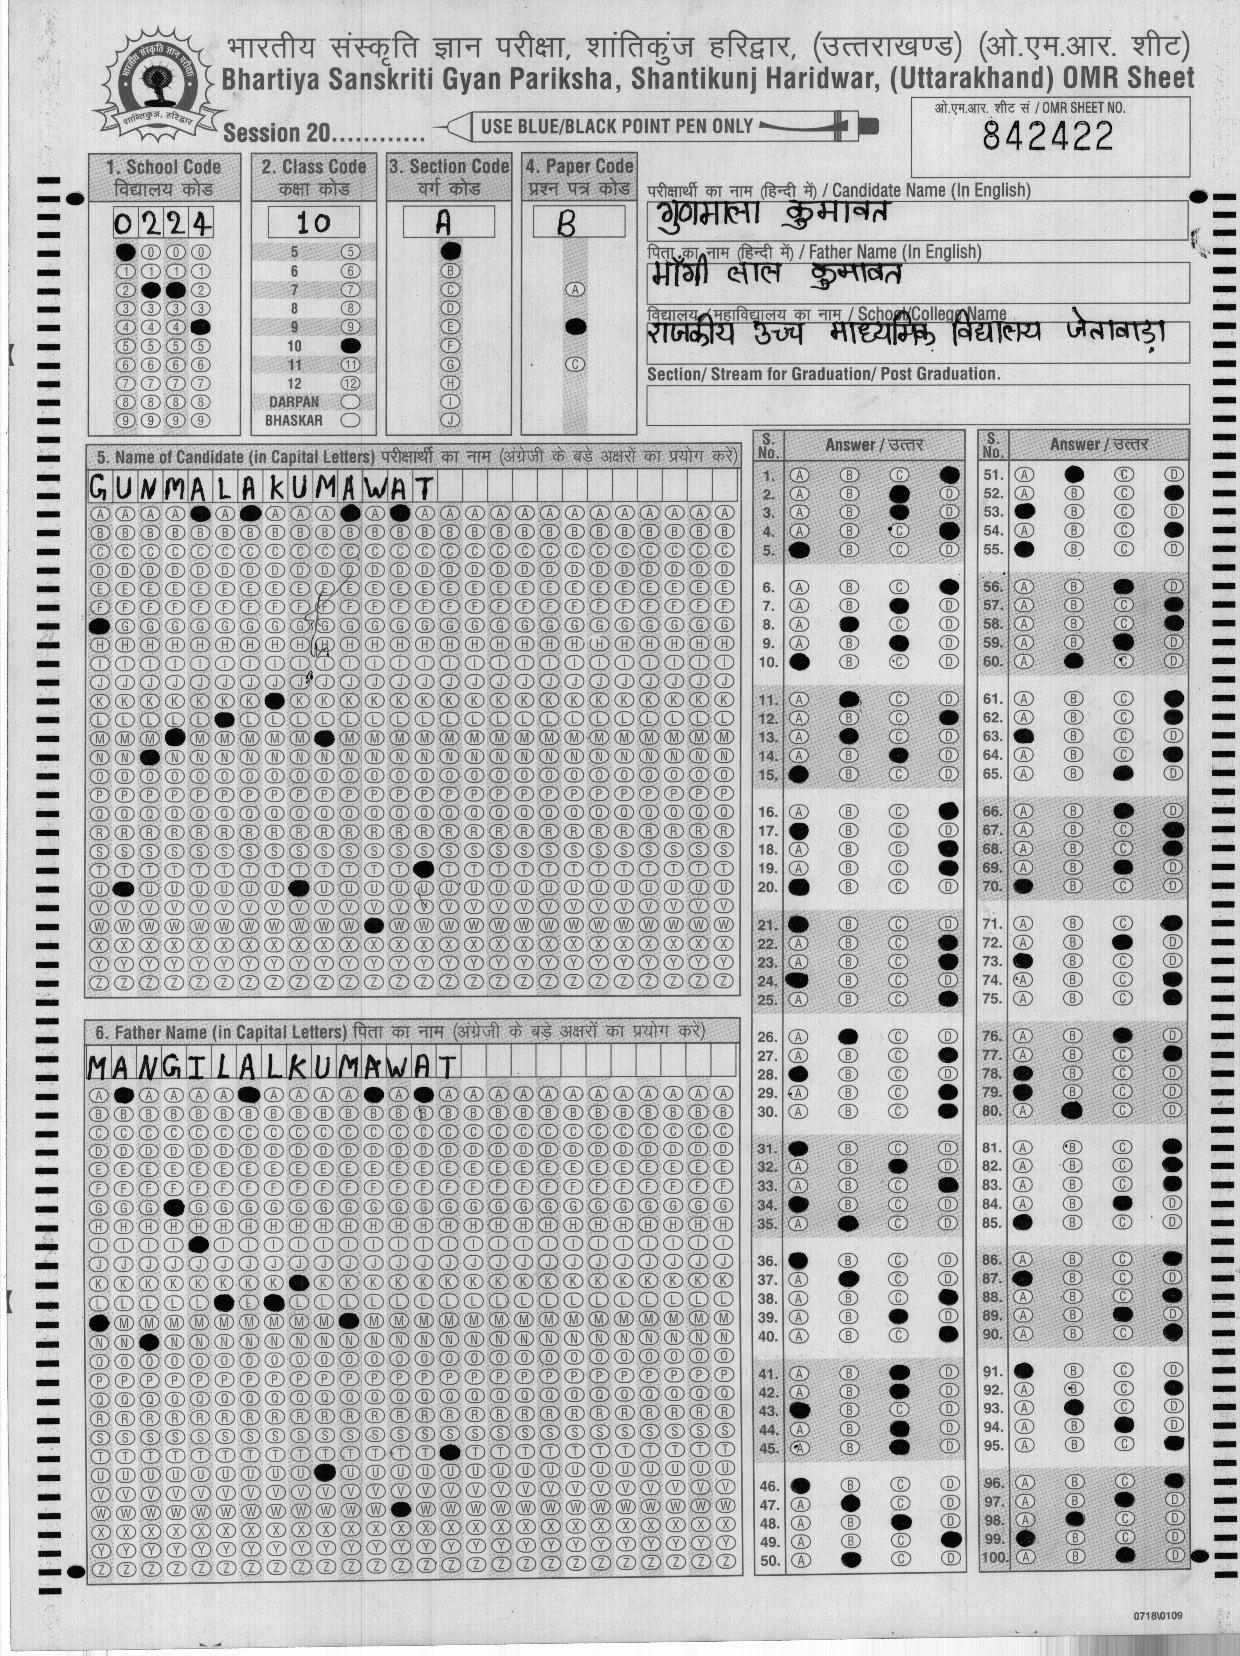 भारतीय संस्कृति ज्ञान परीक्षा, शांतिकुंज हरिद्वार, (उत्तराखण्ड) (ओ.एम.आर. शीट)
Bhartiya Sanskriti Gyan Pariksha, Shantikunj Haridwar, (Uttarakhand) OMR Sheet
Session 20............
USE BLUE/BLACK POINT PEN ONLY
ओ.एम.आर. शीट सं / OMR SHEET NO.
842422
1. School Code
विद्यालय कोड
0224
2. Class Code
कक्षा कोड
10
5
6
7
8
9
10
11
12
DARPAN
BHASKAR
3. Section Code
वर्ग कोड
A
4. Paper Code
प्रश्न पत्र कोड
B
परीक्षार्थी का नाम (हिन्दी में) / Candidate Name (In English)
गुणमाला कुमावत
पिता का नाम (हिन्दी में) / Father Name (In English)
माँगी लाल कुमावत
विद्यालय /महाविद्यालय का नाम / School/College Name
राजकीय उच्च माध्यमिक विद्यालय जेतावाड़ा
Section/ Stream for Graduation/ Post Graduation.
5. Name of Candidate (in Capital Letters) परीक्षार्थी का नाम (अंग्रेजी के बड़े अक्षरों का प्रयोग करें)
GUNMALAKUMAWAT
6. Father Name (in Capital Letters) पिता का नाम (अंग्रेजी के बड़े अक्षरों का प्रयोग करें)
MANGILALKUMAWAT
S. No. Answer / उत्तर
S. No. Answer / उत्तर
0718\0109